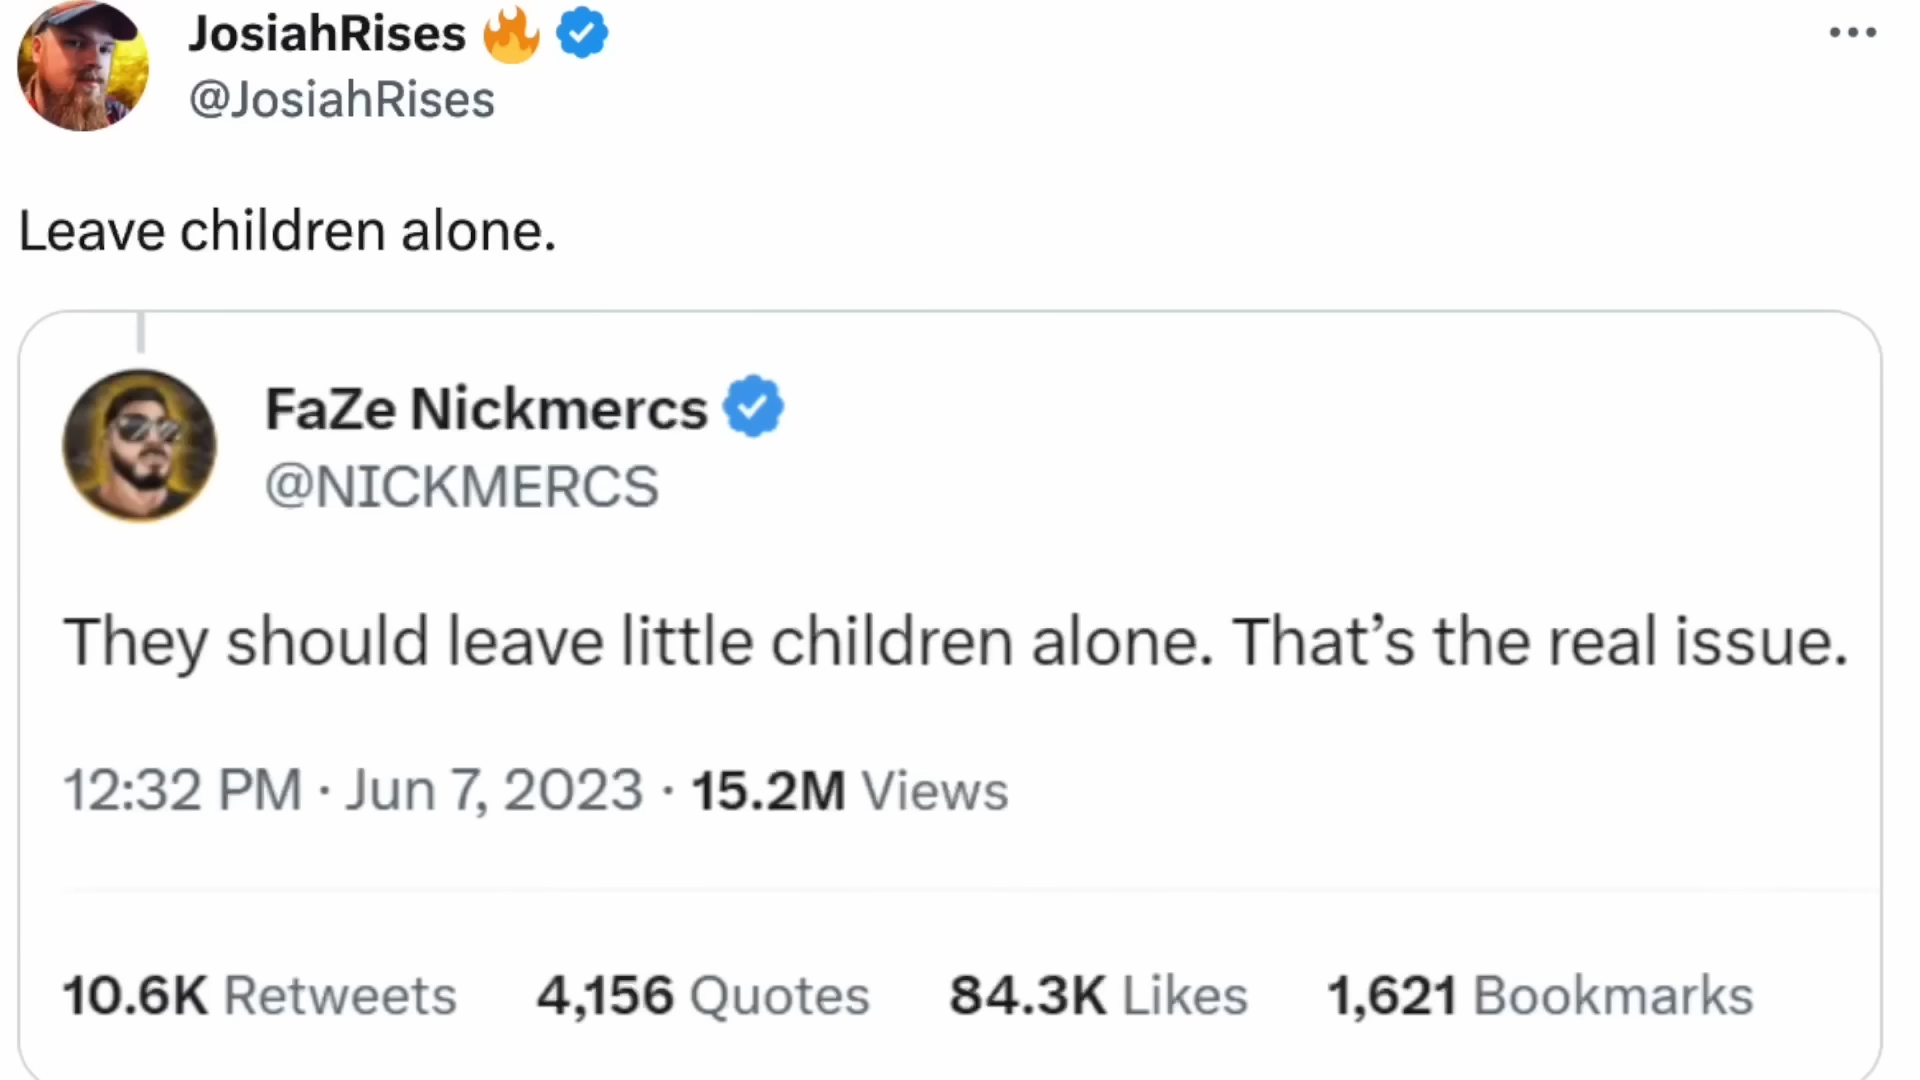 JosiahRises
@JosiahRises
Leave children alone.
FaZe Nickmercs
@NICKMERCS
They should leave little children alone. That’s the real issue.
12:32 PM · Jun 7, 2023 · 15.2M Views
10.6K Retweets 4,156 Quotes 84.3K Likes 1,621 Bookmarks